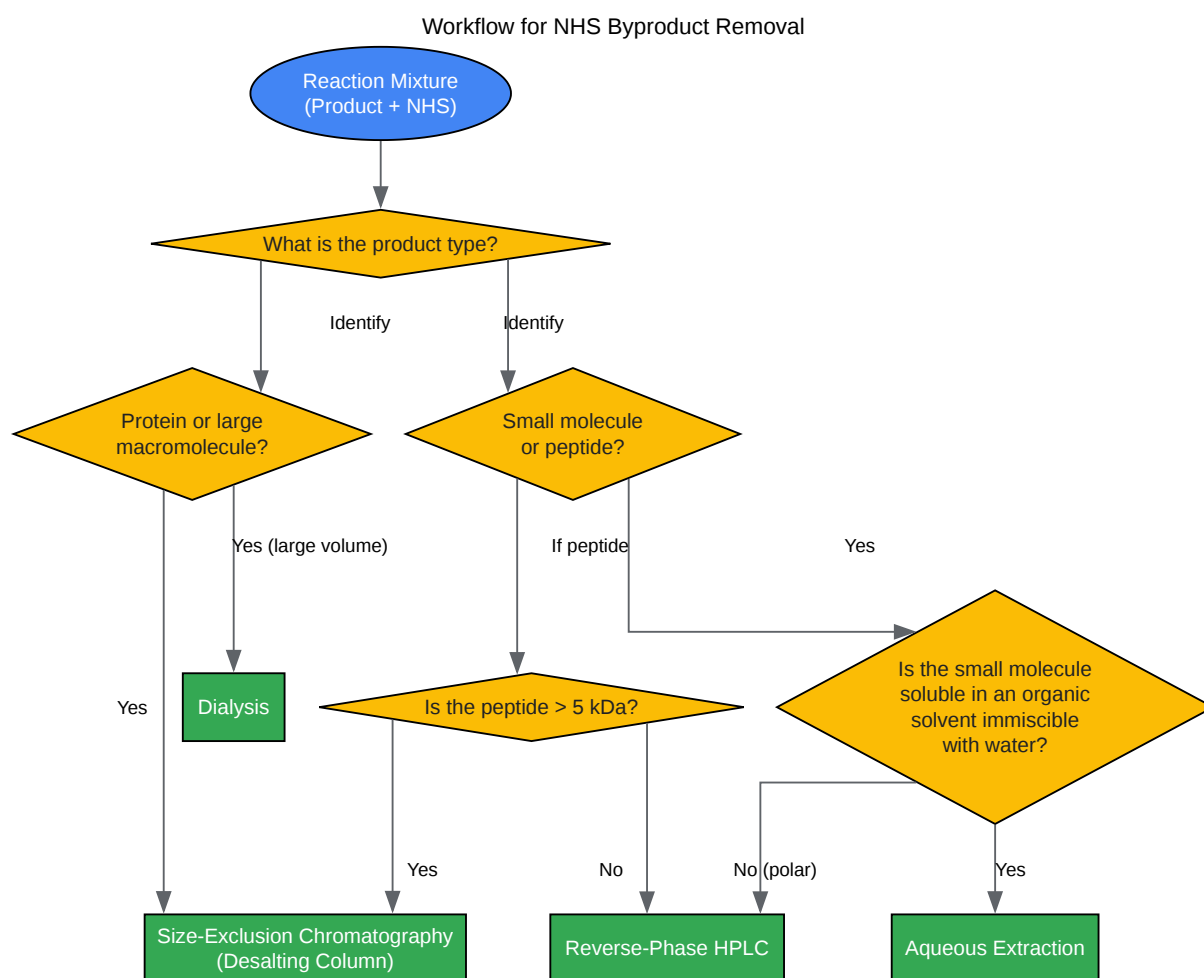 Workflow for NHS Byproduct Removal
Reaction Mixture
(Product + NHS)
What is the product type?
Identify
Identify
Protein or large
macromolecule?
Small molecule
or peptide?
Yes (large volume)
If peptide
Yes
Is the small molecule
soluble in an organic
solvent immiscible
with water?
Yes
Dialysis
Is the peptide > 5 kDa?
Yes
No
No (polar)
Yes
Size-Exclusion Chromatography
(Desalting Column)
Reverse-Phase HPLC
Aqueous Extraction